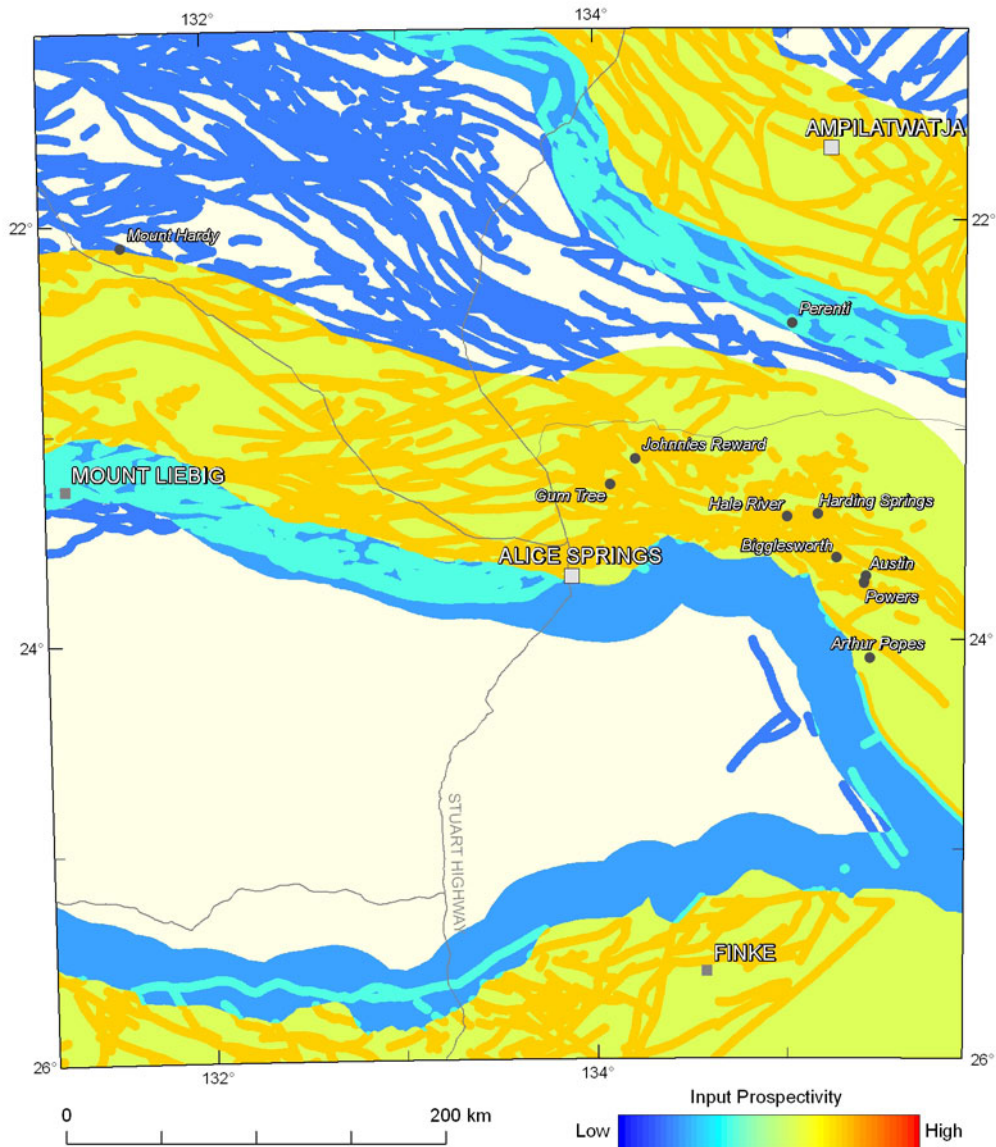 132°
134°
AMPILATWATJA
22°
22°
Mount Hardy
Perenti
Johnnies Reward
MOUNT LIEBIG
Gum Tree
Hale River
Harding Springs
Bigglesworth
ALICE SPRINGS
Austin
Powers
24°
24°
Arthur Popes
STUART HIGHWAY
FINKE
26°
26°
132°
134°
0
200 km
Input Prospectivity
Low
High